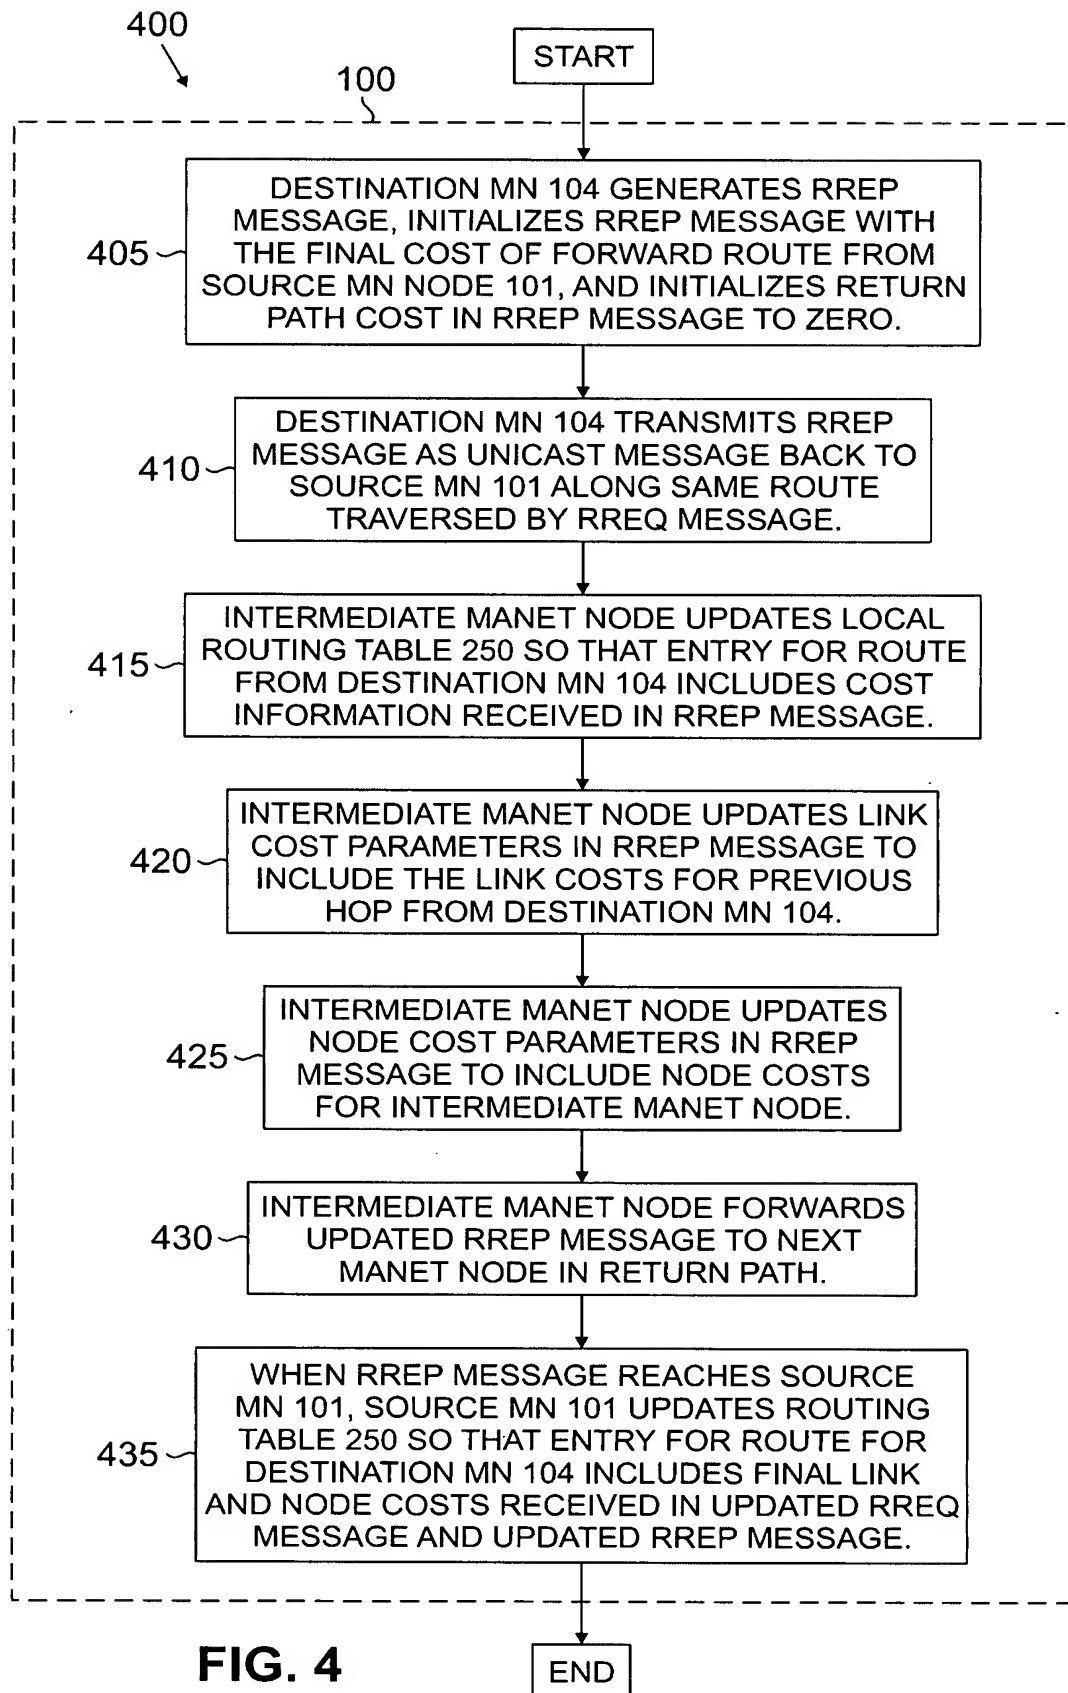 400
START
100
DESTINATION MN 104 GENERATES RREP
MESSAGE, INITIALIZES RREP MESSAGE WITH
THE FINAL COST OF FORWARD ROUTE FROM
SOURCE MN NODE 101, AND INITIALIZES RETURN
PATH COST IN RREP MESSAGE TO ZERO.
405
DESTINATION MN 104 TRANSMITS RREP
MESSAGE AS UNICAST MESSAGE BACK TO
SOURCE MN 101 ALONG SAME ROUTE
TRAVERSED BY RREQ MESSAGE.
410
INTERMEDIATE MANET NODE UPDATES LOCAL
ROUTING TABLE 250 SO THAT ENTRY FOR ROUTE
FROM DESTINATION MN 104 INCLUDES COST
INFORMATION RECEIVED IN RREP MESSAGE.
415
INTERMEDIATE MANET NODE UPDATES LINK
COST PARAMETERS IN RREP MESSAGE TO
INCLUDE THE LINK COSTS FOR PREVIOUS
HOP FROM DESTINATION MN 104.
420
INTERMEDIATE MANET NODE UPDATES
NODE COST PARAMETERS IN RREP
MESSAGE TO INCLUDE NODE COSTS
FOR INTERMEDIATE MANET NODE.
425
INTERMEDIATE MANET NODE FORWARDS
UPDATED RREP MESSAGE TO NEXT
MANET NODE IN RETURN PATH.
430
WHEN RREP MESSAGE REACHES SOURCE
MN 101, SOURCE MN 101 UPDATES ROUTING
TABLE 250 SO THAT ENTRY FOR ROUTE FOR
DESTINATION MN 104 INCLUDES FINAL LINK
AND NODE COSTS RECEIVED IN UPDATED RREQ
MESSAGE AND UPDATED RREP MESSAGE.
435
FIG. 4
END